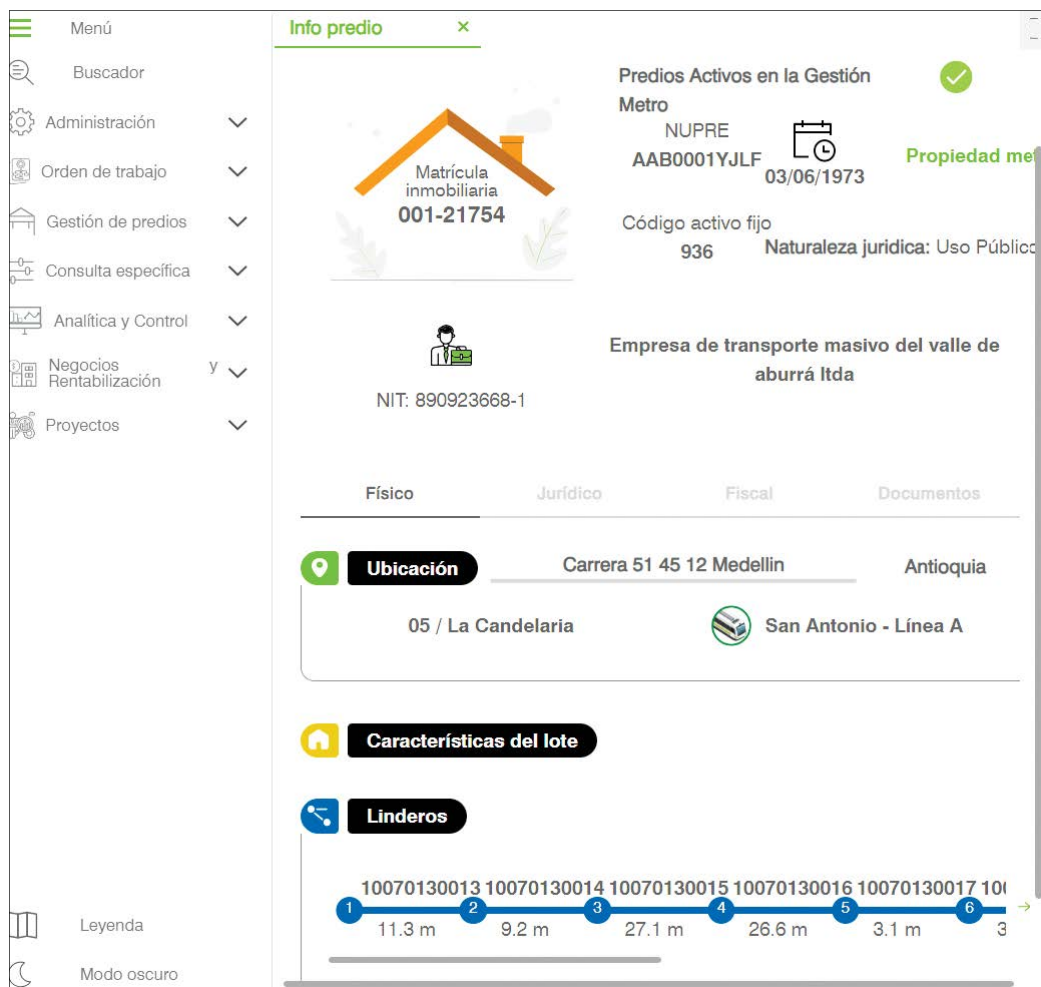 Menú
Buscador
Administración
Orden de trabajo
Gestión de predios
Consulta específica
Analítica y Control
Negocios y
Rentabilización
Proyectos
Leyenda
Modo oscuro
Info predio ×
Matrícula
inmobiliaria
001-21754
Predios Activos en la Gestión
Metro
NUPRE
AAB0001YJLF
03/06/1973
Propiedad me
Código activo fijo
936
Naturaleza juridica: Uso Público
NIT: 890923668-1
Empresa de transporte masivo del valle de
aburrá ltda
Físico Jurídico Fiscal Documentos
Ubicación Carrera 51 45 12 Medellin Antioquia
05 / La Candelaria San Antonio - Línea A
Características del lote
Linderos
10070130013 10070130014 10070130015 10070130016 10070130017 100
1 2 3 4 5 6
11.3 m 9.2 m 27.1 m 26.6 m 3.1 m 3